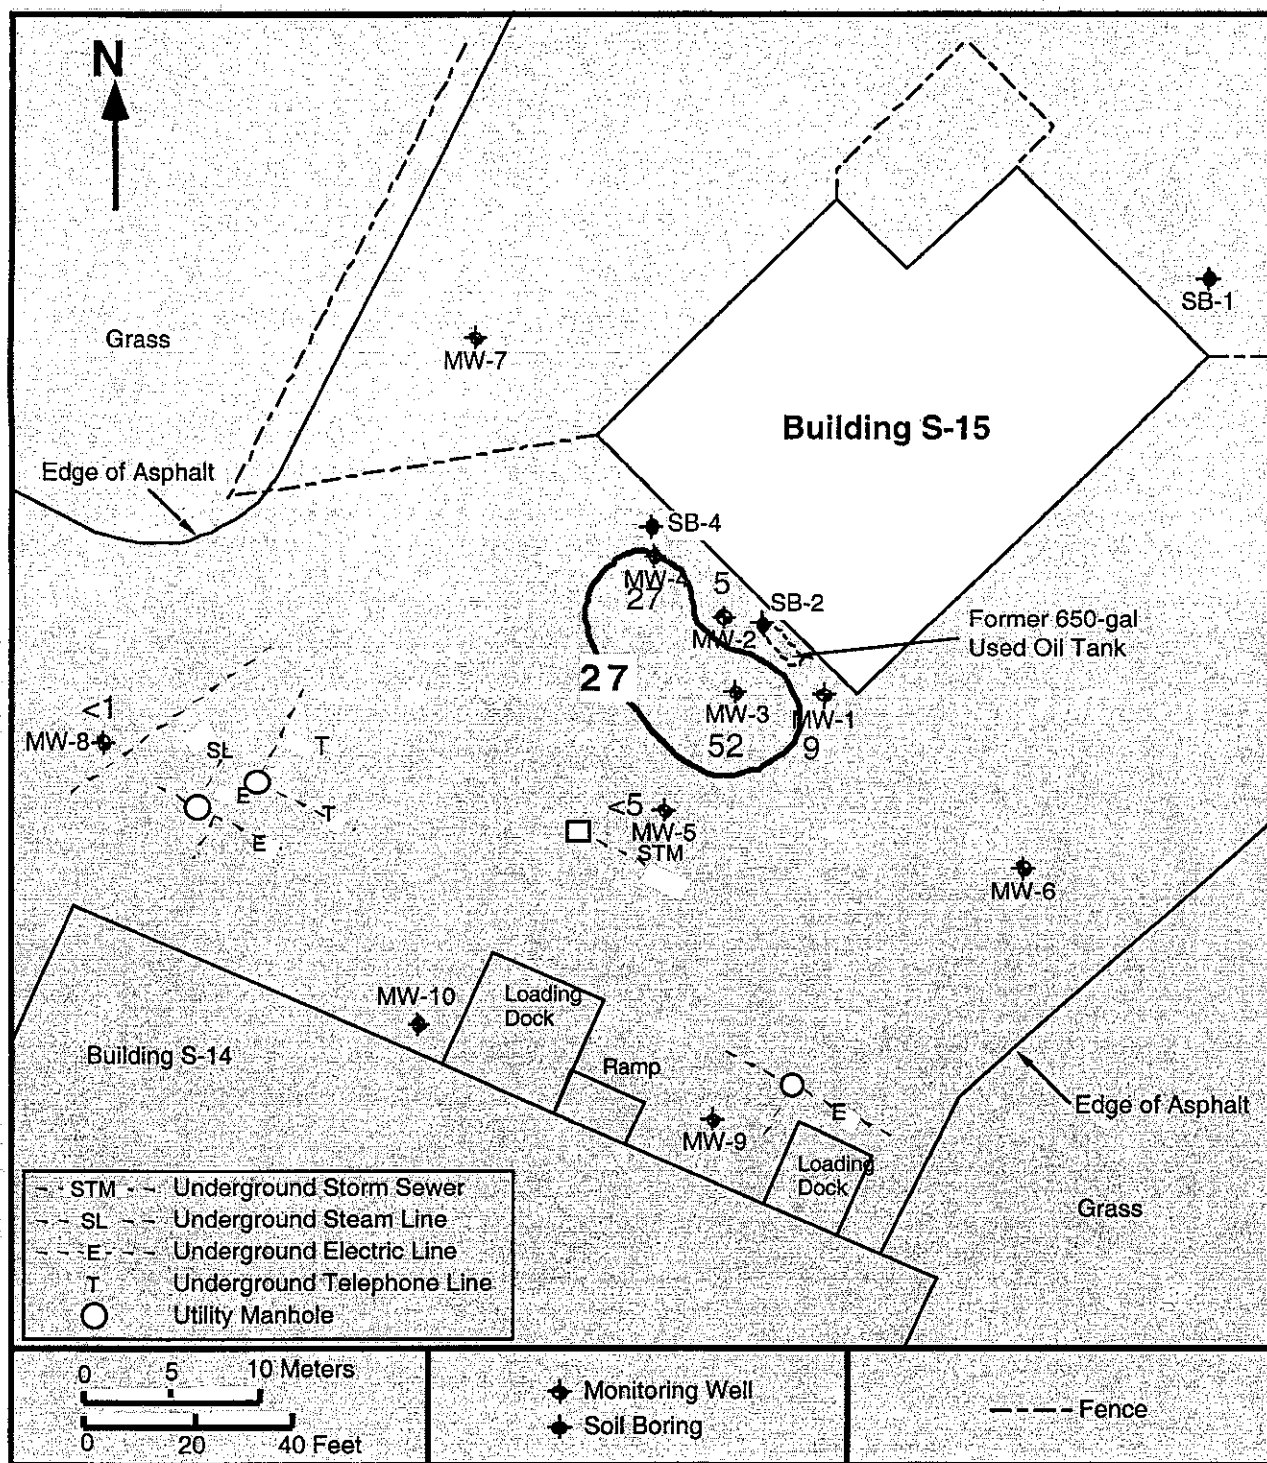 N
SB-1
Grass
MW-7
Building S-15
Edge of Asphalt
SB-4
MW-4
27
5
SB-2
MW-2
Former 650-gal
Used Oil Tank
27
MW-3
MW-1
52
9
<1
MW-8
SL
T
E
T
E
<5
MW-5
STM
MW-6
MW-10
Loading
Dock
Building S-14
Ramp
E
Edge of Asphalt
MW-9
Loading
Dock
Grass
STM Underground Storm Sewer
SL Underground Steam Line
E Underground Electric Line
T Underground Telephone Line
Utility Manhole
0 5 10 Meters
0 20 40 Feet
Monitoring Well
Soil Boring
Fence